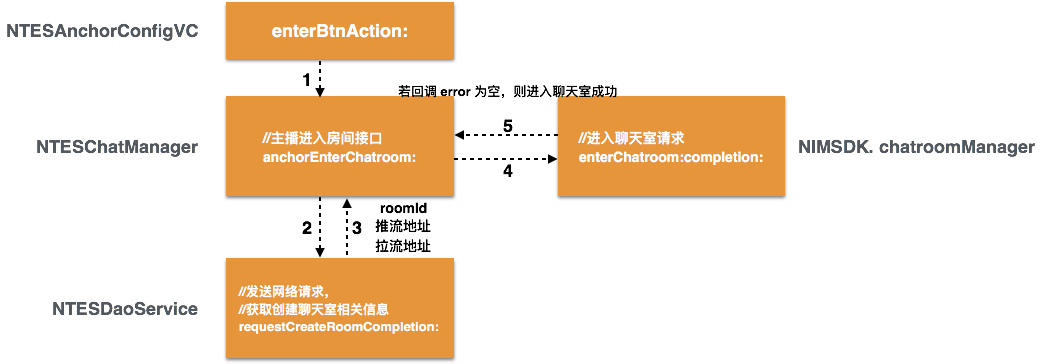 NTESAnchorConfigVC
enterBtnAction:
1
若回调 error 为空，则进入聊天室成功
NTESChatManager
//主播进入房间接口
anchorEnterChatroom:
5
4
//进入聊天室请求
enterChatroom:completion:
NIMSDK. chatroomManager
2
3
roomId
推流地址
拉流地址
NTESDaoService
//发送网络请求，
//获取创建聊天室相关信息
requestCreateRoomCompletion: